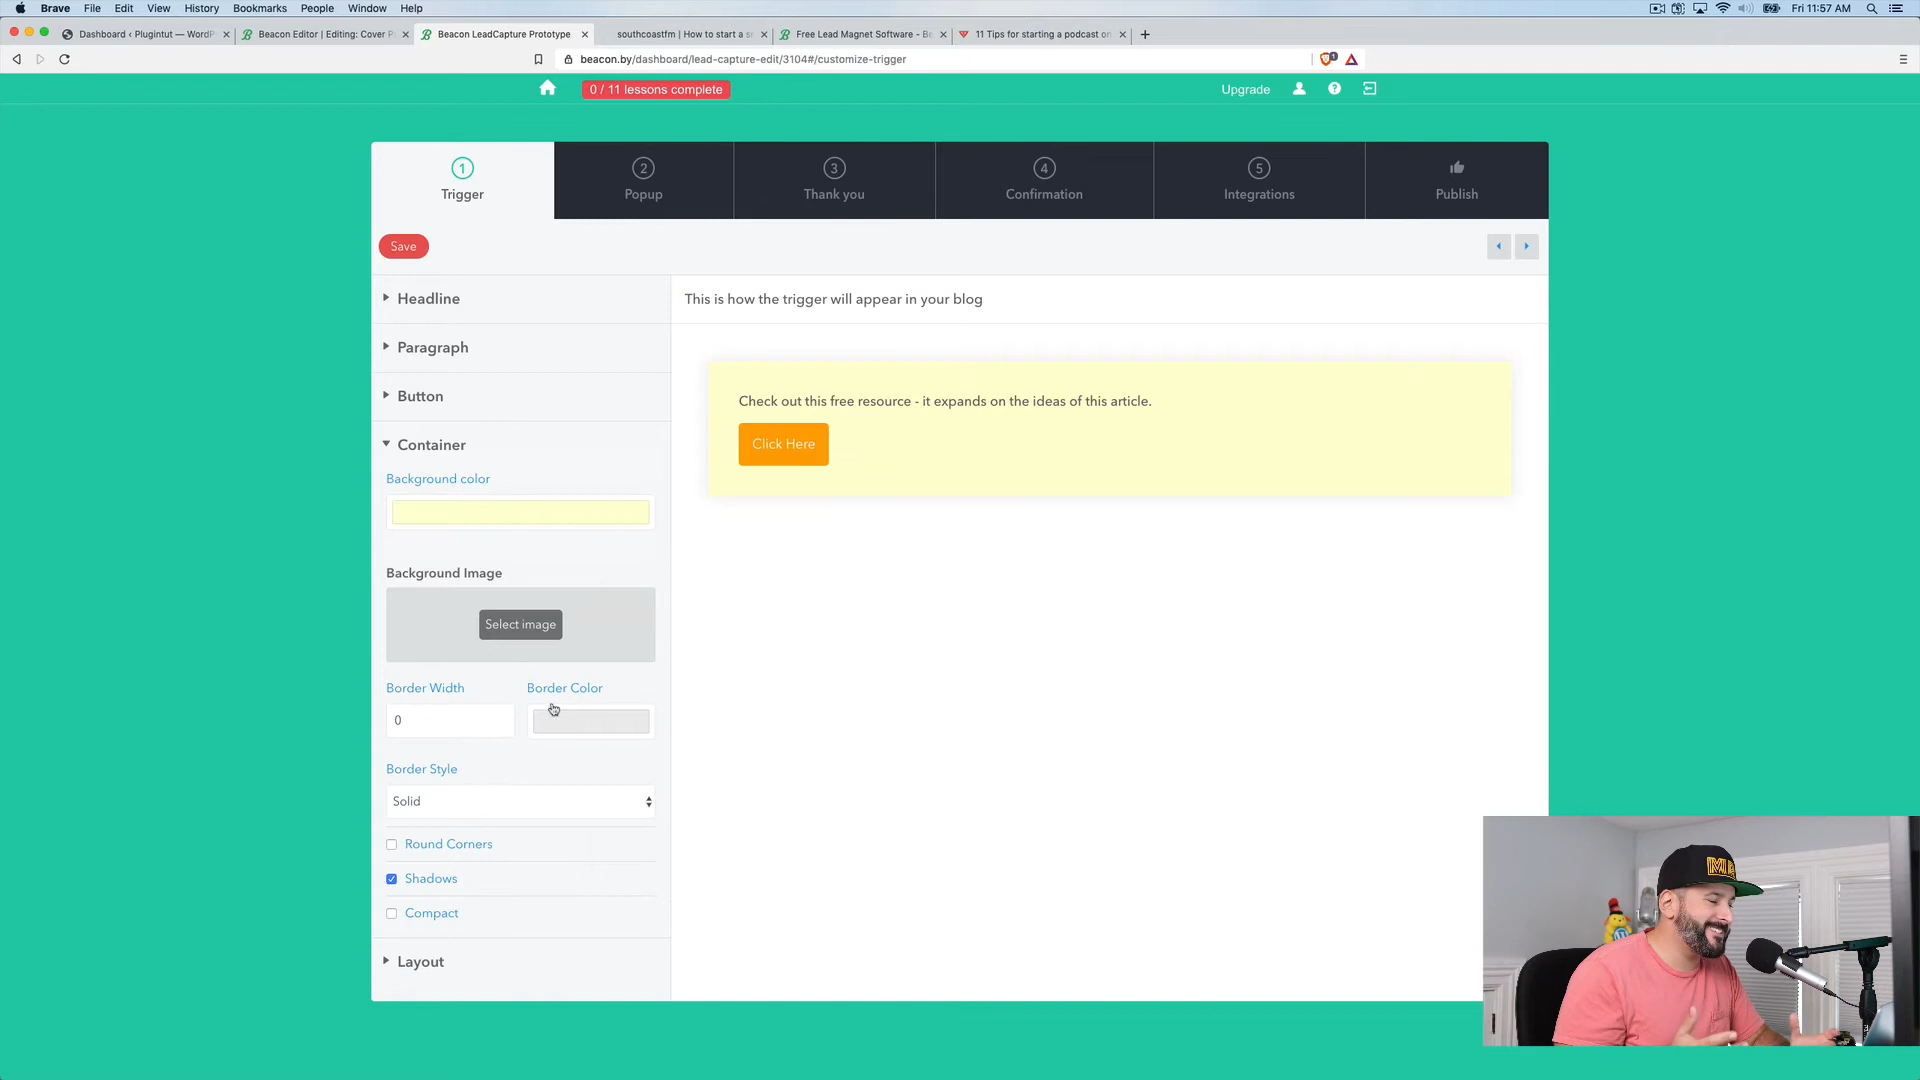 Brave File Edit View History Bookmarks People Window Help Fri 11:57 AM
Dashboard ‹ Plugintut — WordP Beacon Editor | Editing: Cover P Beacon LeadCapture Prototype southcoastfm | How to start a s Free Lead Magnet Software - Be 11 Tips for starting a podcast on
beacon.by/dashboard/lead-capture-edit/3104#/customize-trigger
0 / 11 lessons complete Upgrade
1 2 3 4 5
Trigger Popup Thank you Confirmation Integrations Publish
Save
Headline
This is how the trigger will appear in your blog
Paragraph
Check out this free resource - it expands on the ideas of this article.
Button
Click Here
Container
Background color
Background Image
Select image
Border Width Border Color
0
Border Style
Solid
Round Corners
Shadows
Compact
Layout